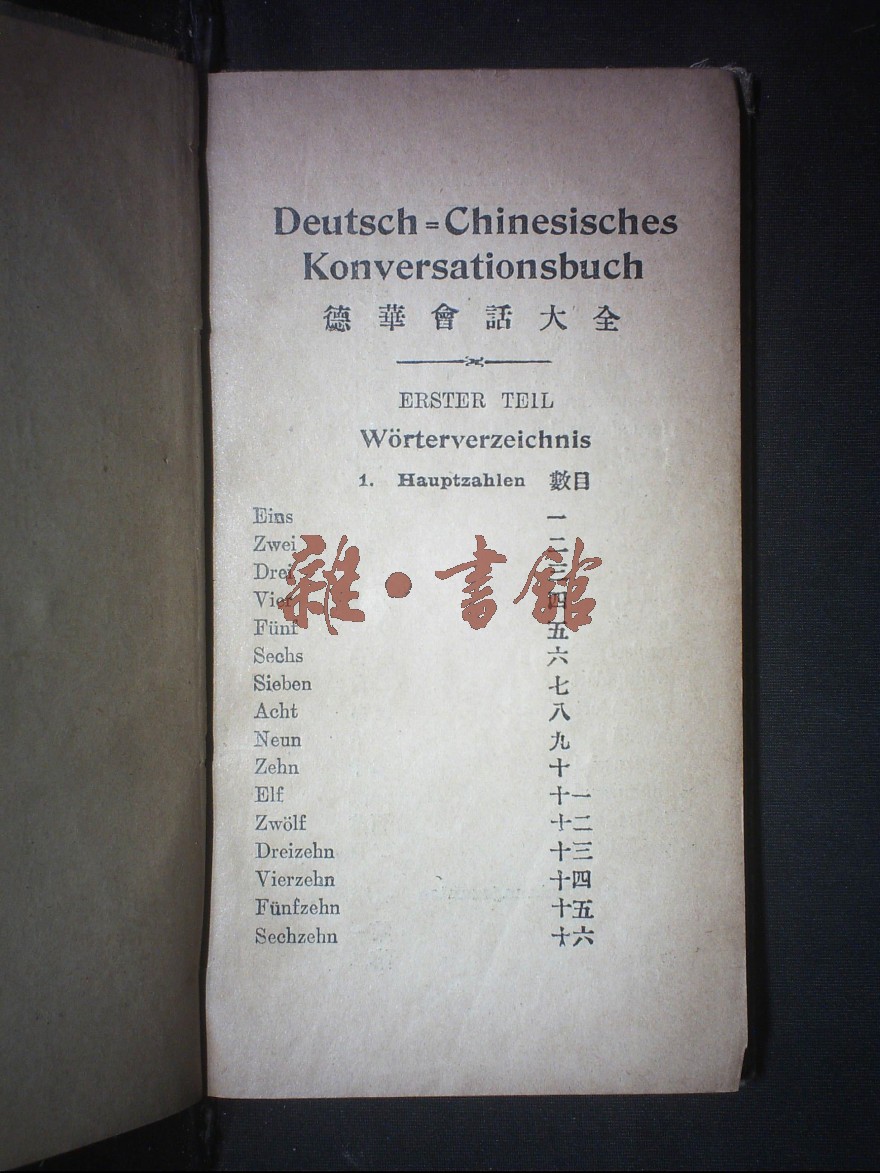 Deutsch=Chinesisches
Konversationsbuch
德華會話大全
ERSTER TEIL
Wörterverzeichnis
1. Hauptzahlen 數目
Eins 一
Zwei 二
Drei 三
Vier 四
Fünf 五
Sechs 六
Sieben 七
Acht 八
Neun 九
Zehn 十
Elf 十一
Zwölf 十二
Dreizehn 十三
Vierzehn 十四
Fünfzehn 十五
Sechzehn 十六
雜·書館